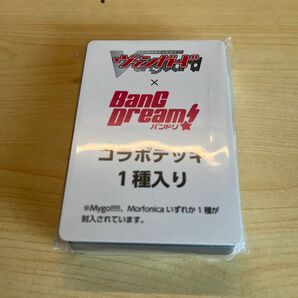 ヴァンガード
×
BanG
Dream!
バンドリ
コラボデッキ
1種入り
※Mygo!!!!!、Morfonica いずれか1種が
封入されています。